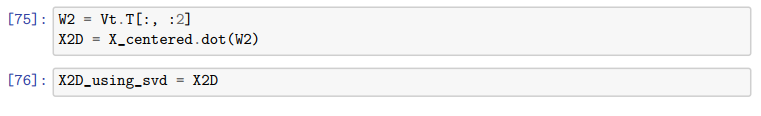 [75]: W2 = Vt.T[:, :2]
X2D = X_centered.dot(W2)
[76]: X2D_using_svd = X2D